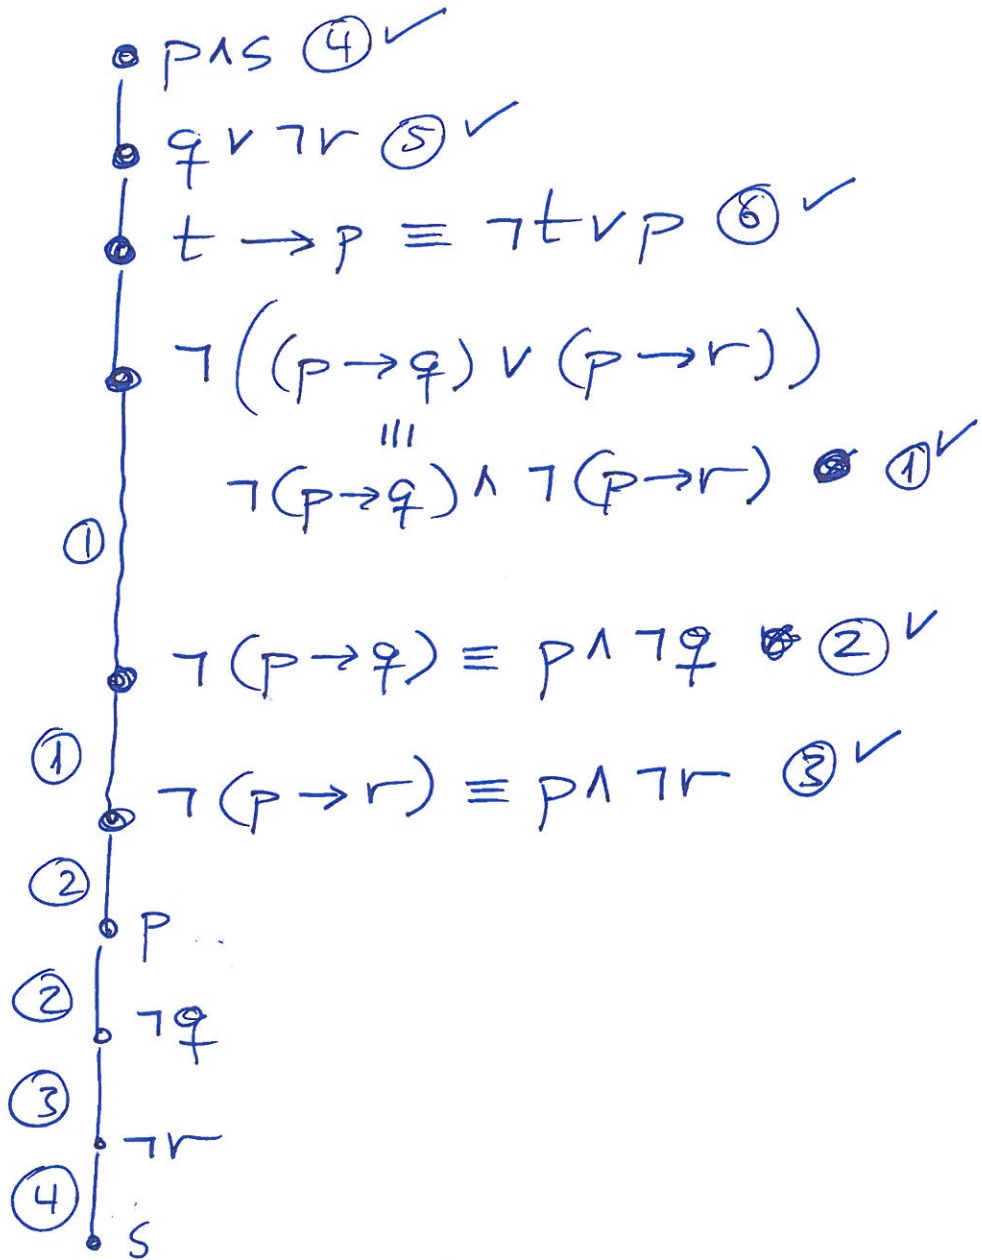 p∧s ④ ✓
q ∨ ¬r ⑤ ✓
t → p ≡ ¬t∨p ⑥ ✓
¬((p→q) ∨ (p→r))
≡
¬(p→q) ∧ ¬(p→r) ① ✓
①
¬(p→q) ≡ p∧¬q ② ✓
①
¬(p→r) ≡ p∧¬r ③ ✓
②
p
②
¬q
③
¬r
④
s